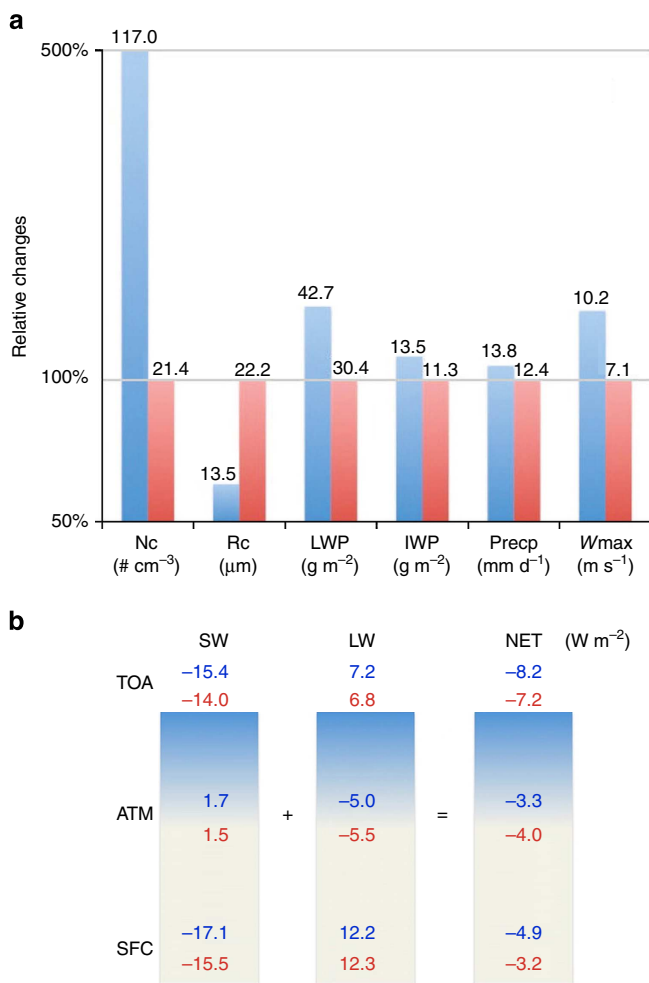 a
117.0
500%
42.7
10.2
13.5
13.8
21.4
22.2
30.4
11.3
12.4
7.1
100%
13.5
50%
Relative changes
Nc Rc LWP IWP Precp Wmax
(# cm⁻³) (μm) (g m⁻²) (g m⁻²) (mm d⁻¹) (m s⁻¹)
b
SW LW NET (W m⁻²)
–15.4 7.2 –8.2
TOA
–14.0 6.8 –7.2
1.7 –5.0 –3.3
ATM + =
1.5 –5.5 –4.0
–17.1 12.2 –4.9
SFC
–15.5 12.3 –3.2